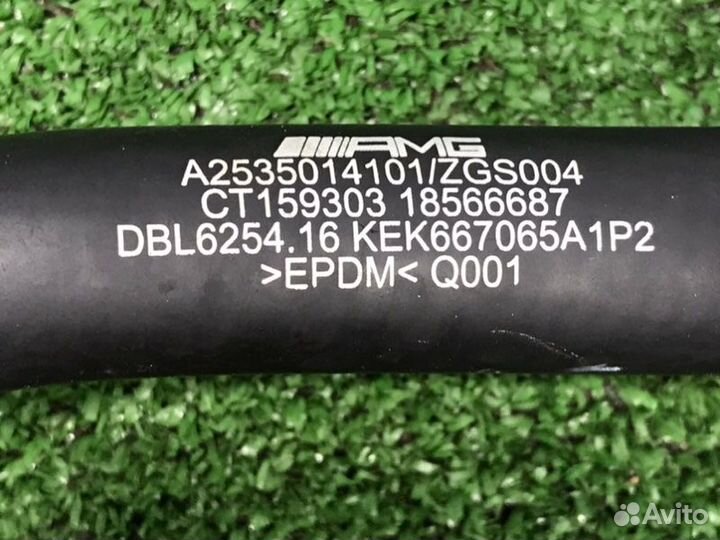 AMG
A2535014101/ZGS004
CT159303 18566687
DBL6254.16 KEK667065A1P2
>EPDM< Q001
Avito